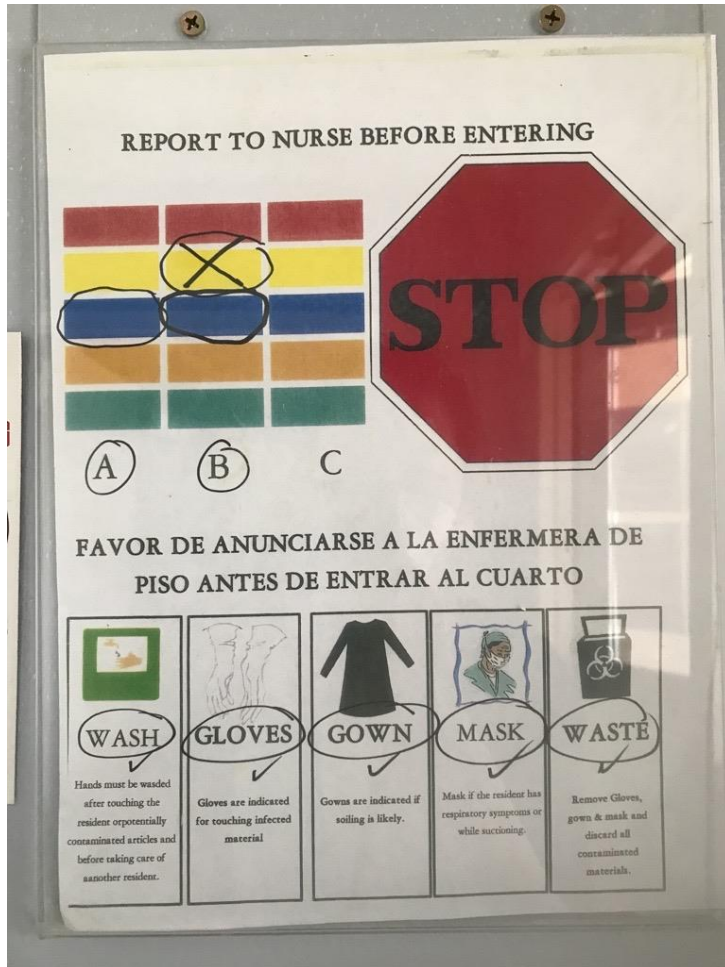 REPORT TO NURSE BEFORE ENTERING
STOP
A B C
FAVOR DE ANUNCIARSE A LA ENFERMERA DE
PISO ANTES DE ENTRAR AL CUARTO
WASH
Hands must be wasded
after touching the
resident orpotentially
contaminated articles and
before taking care of
aanother resident.
GLOVES
Gloves are indicated
for touching infected
material
GOWN
Gowns are indicated if
soiling is likely.
MASK
Mask if the resident has
respiratory symptoms or
while suctioning.
WASTE
Remove Gloves,
gown & mask and
discard all
contaminated
materials.